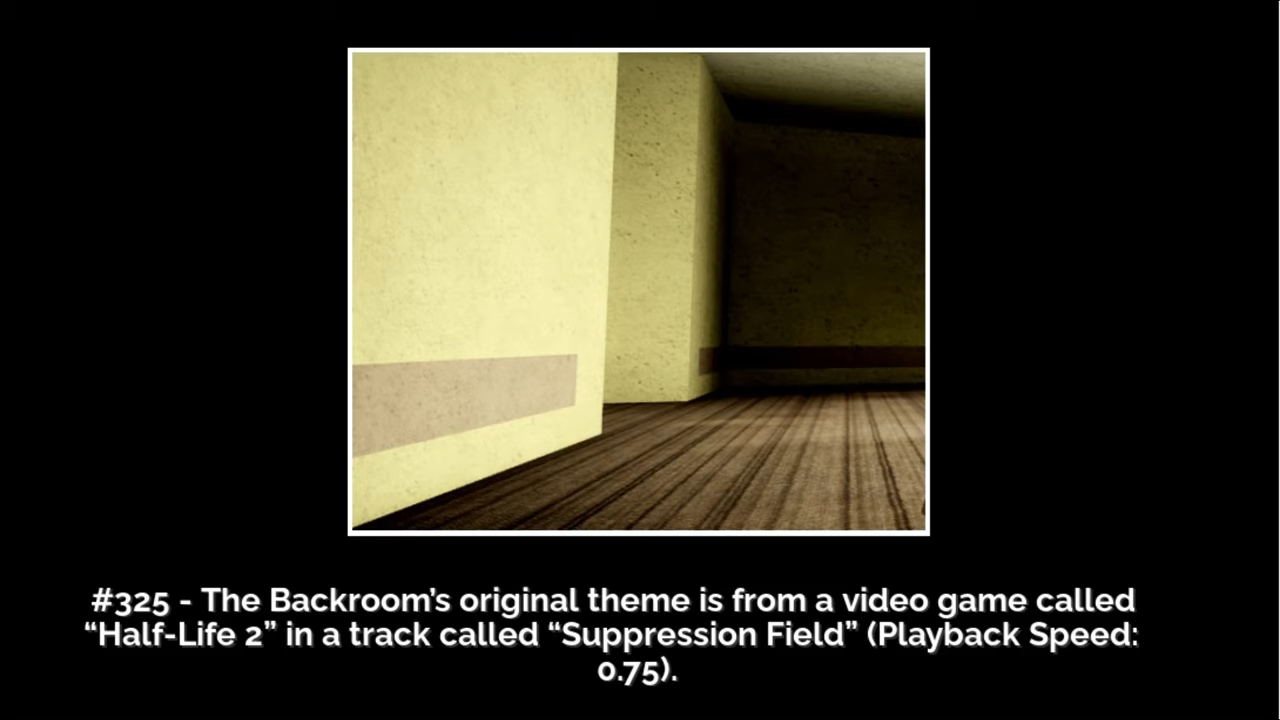 #325 - The Backroom’s original theme is from a video game called
“Half-Life 2” in a track called “Suppression Field” (Playback Speed:
0.75).